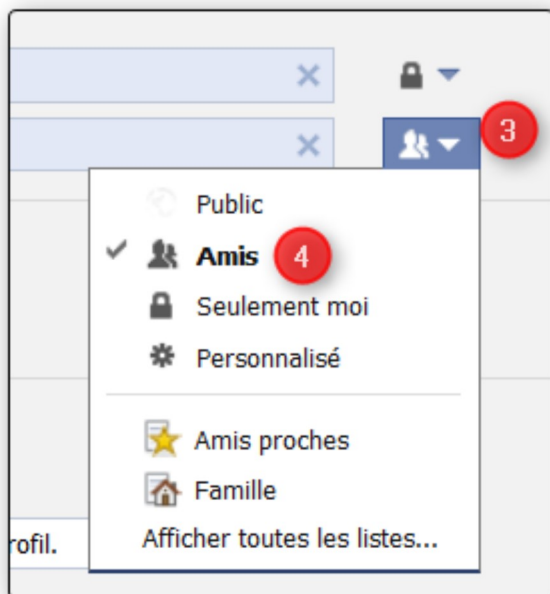 3
Public
Amis 4
Seulement moi
Personnalisé
Amis proches
Famille
Afficher toutes les listes...
rofil.